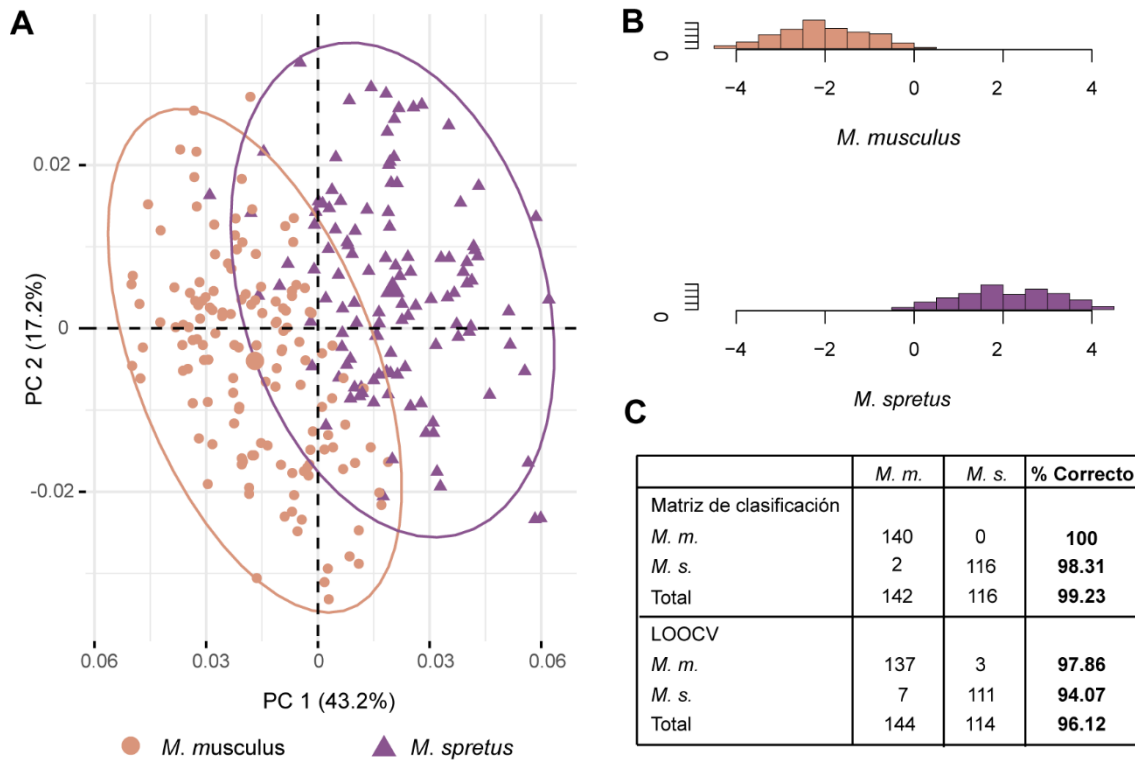 A
0.02
0
-0.02
PC 2 (17.2%)
0.06
0.03
0
0.03
0.06
PC 1 (43.2%)
M. musculus
M. spretus
B
0
−4
−2
0
2
4
M. musculus
0
−4
−2
0
2
4
M. spretus
C
M. m. M. s. % Correcto
Matriz de clasificación
M. m. 140 0 100
M. s. 2 116 98.31
Total 142 116 99.23
LOOCV
M. m. 137 3 97.86
M. s. 7 111 94.07
Total 144 114 96.12